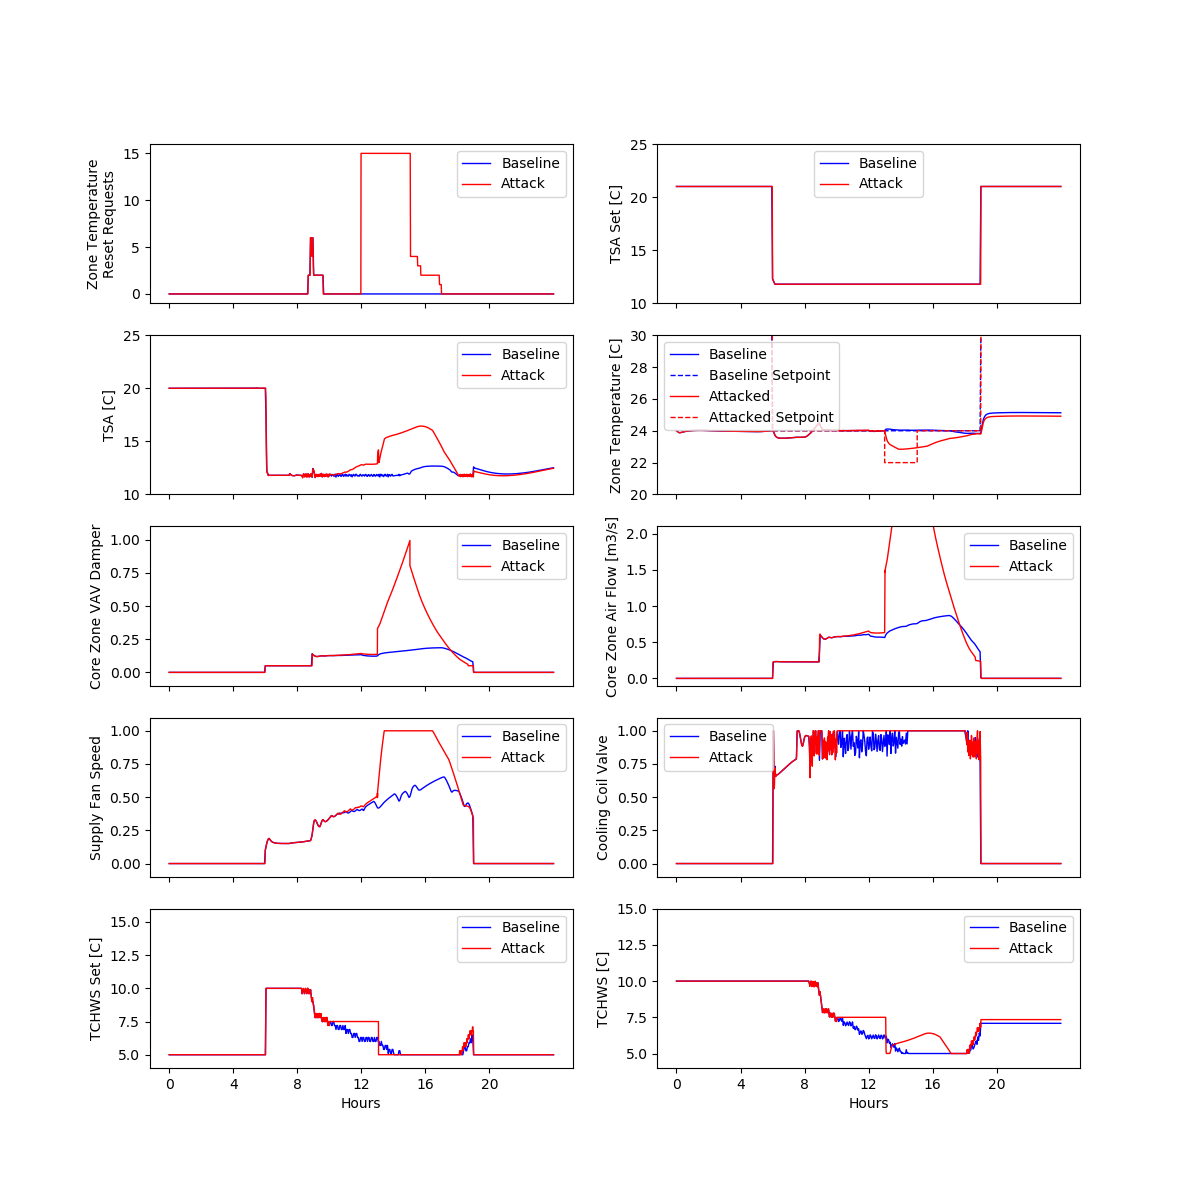 Zone Temperature
Reset Requests
15
10
5
0
Baseline
Attack
TSA Set [C]
25
20
15
10
Baseline
Attack
TSA [C]
25
20
15
10
Baseline
Attack
Zone Temperature [C]
30
28
26
24
22
20
Baseline
Baseline Setpoint
Attacked
Attacked Setpoint
Core Zone VAV Damper
1.00
0.75
0.50
0.25
0.00
Baseline
Attack
Core Zone Air Flow [m3/s]
2.0
1.5
1.0
0.5
0.0
Baseline
Attack
Supply Fan Speed
1.00
0.75
0.50
0.25
0.00
Baseline
Attack
Cooling Coil Valve
1.00
0.75
0.50
0.25
0.00
Baseline
Attack
TCHWS Set [C]
15.0
12.5
10.0
7.5
5.0
Baseline
Attack
0 4 8 12 16 20
Hours
TCHWS [C]
15.0
12.5
10.0
7.5
5.0
Baseline
Attack
0 4 8 12 16 20
Hours